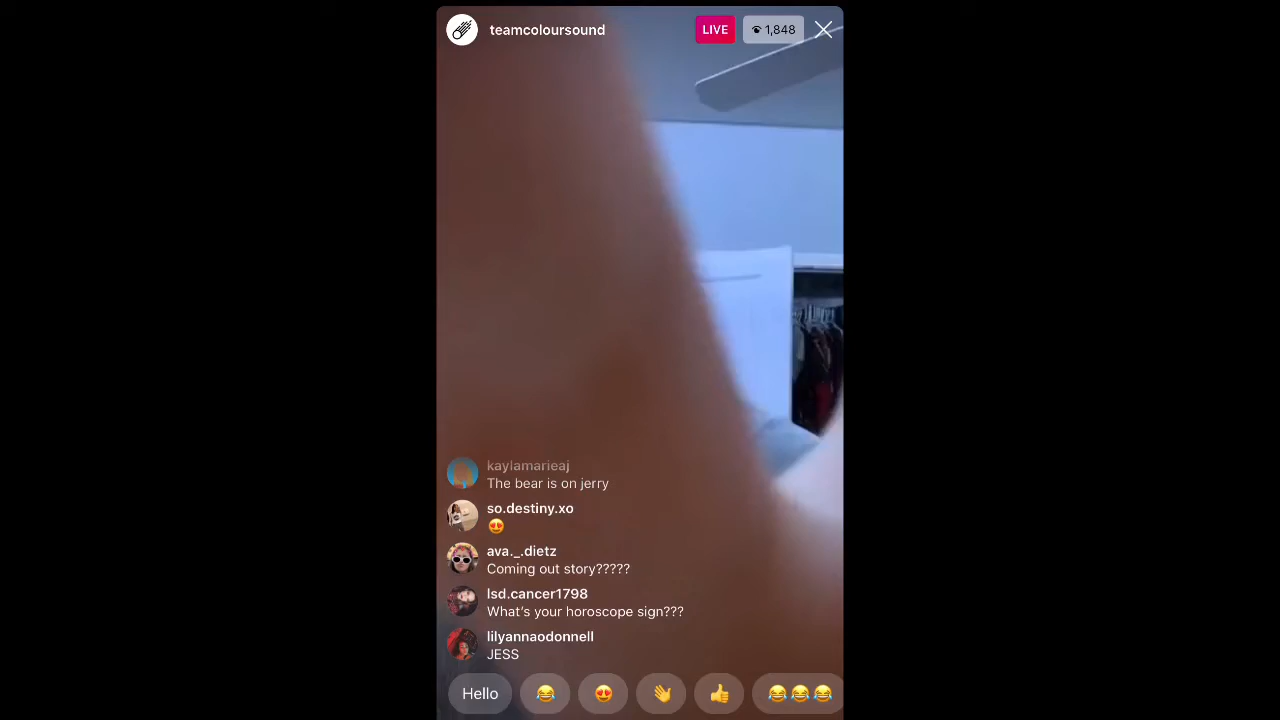 teamcoloursound
LIVE
1,848
kaylamarieaj
The bear is on jerry
so.destiny.xo
😍
ava._.dietz
Coming out story?????
lsd.cancer1798
What's your horoscope sign???
lilyannaodonnell
JESS
Hello 😂 😍 👋 👍 😂😂😂